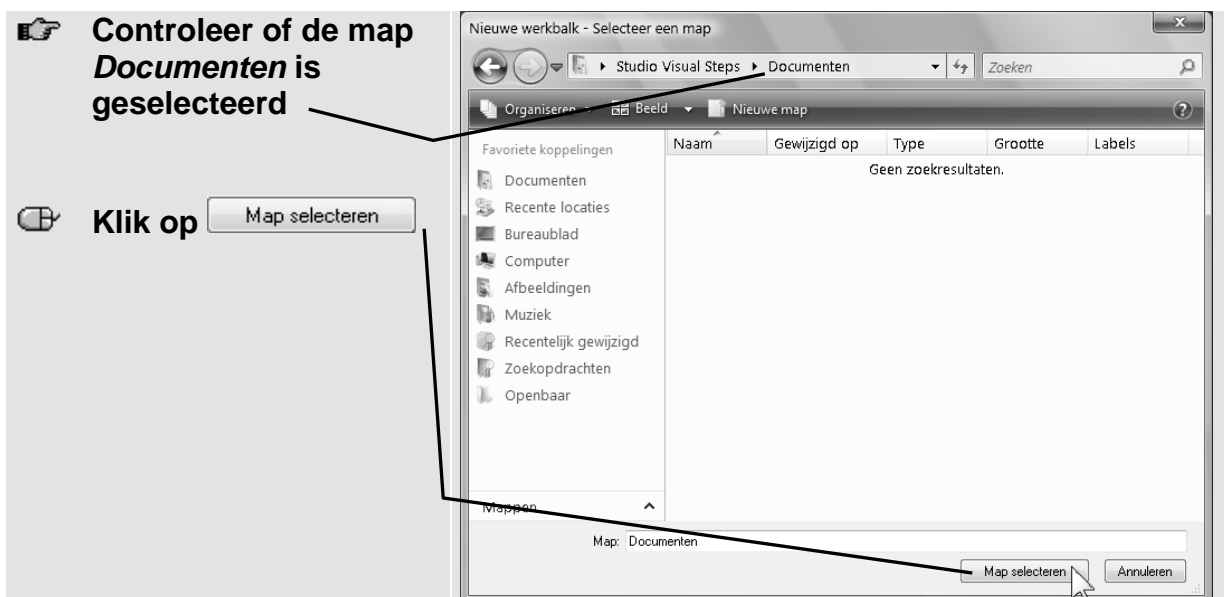 Controleer of de map
Documenten is
geselecteerd
Klik op Map selecteren
Nieuwe werkbalk - Selecteer een map
Studio Visual Steps Documenten Zoeken
Organiseren Beeld Nieuwe map
Favoriete koppelingen
Naam Gewijzigd op Type Grootte Labels
Geen zoekresultaten.
Documenten
Recente locaties
Bureaublad
Computer
Afbeeldingen
Muziek
Recentelijk gewijzigd
Zoekopdrachten
Openbaar
Mappen
Map: Documenten
Map selecteren Annuleren